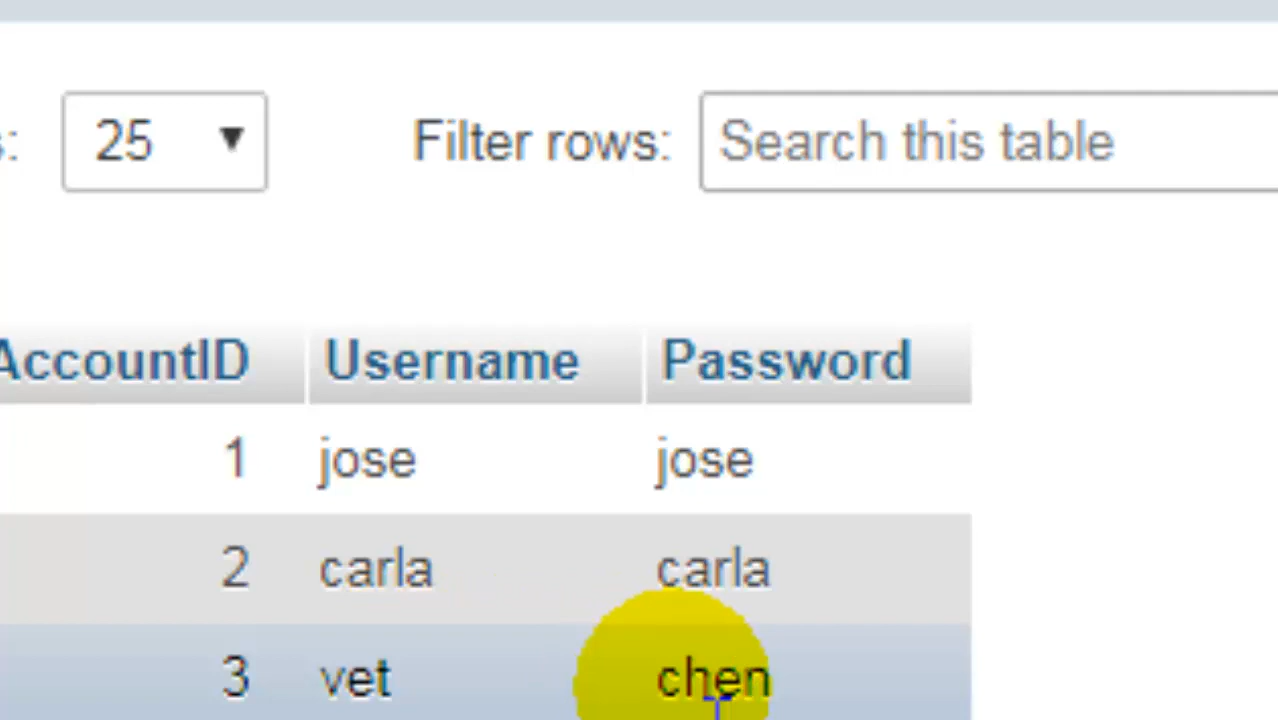 s: 25 Filter rows: Search this table
AccountID Username Password
1 jose jose
2 carla carla
3 vet chen